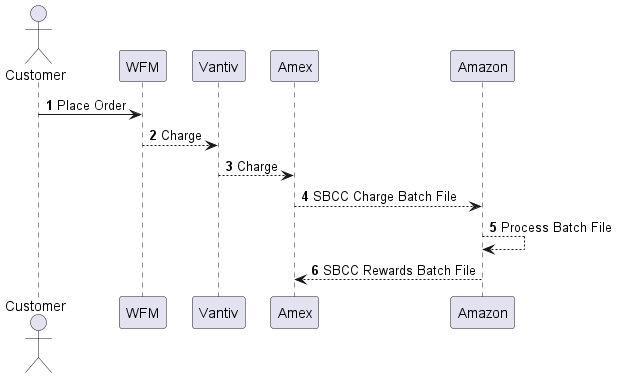 Customer
WFM
Vantiv
Amex
Amazon
1 Place Order
2 Charge
3 Charge
4 SBCC Charge Batch File
5 Process Batch File
6 SBCC Rewards Batch File
Customer
WFM
Vantiv
Amex
Amazon